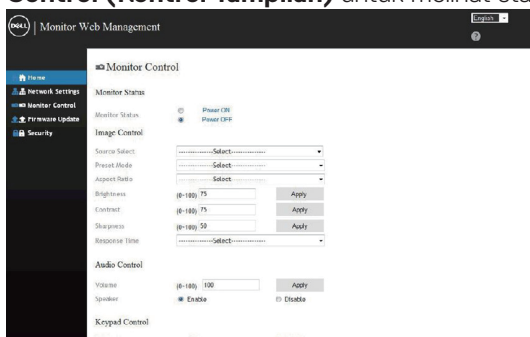 Control (Kontrol Tampilan) untuk melihat sta
DELL | Monitor Web Management
English
?
Home
Network Settings
Monitor Control
Firmware Update
Security
Monitor Control
Monitor Status
Monitor Status Power ON
Power OFF
Image Control
Source Select ---------------Select---------------
Preset Mode ---------------Select---------------
Aspect Ratio ---------------Select---------------
Brightness (0~100) 75 Apply
Contrast (0~100) 75 Apply
Sharpness (0~100) 50 Apply
Response Time ---------------Select---------------
Audio Control
Volume (0~100) 100 Apply
Speaker Enable Disable
Keypad Control